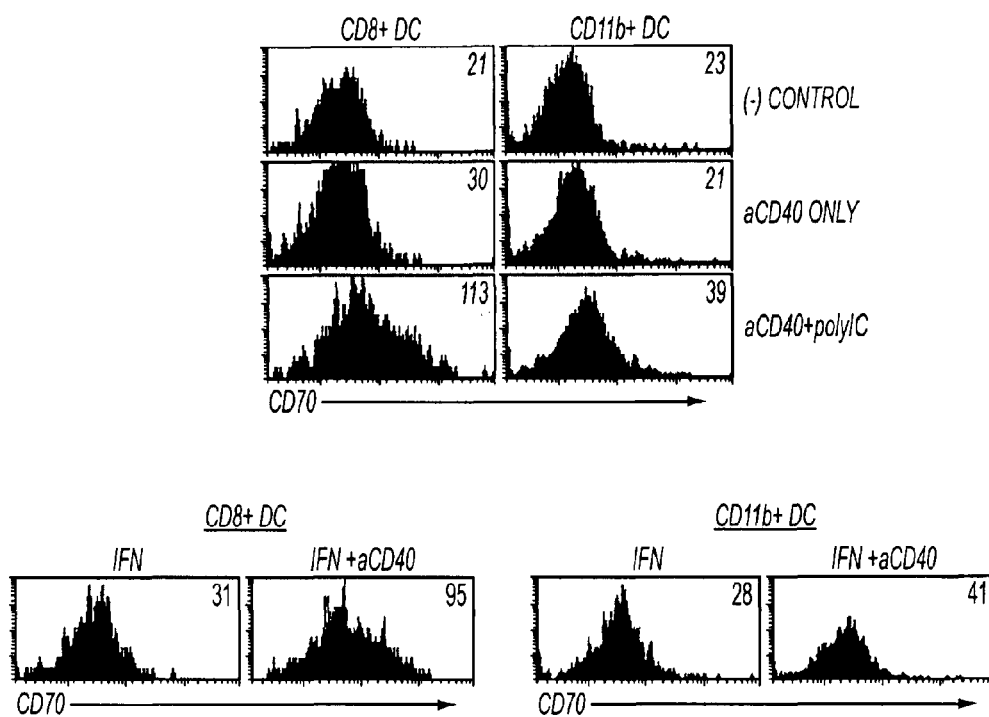 CD8+ DC CD11b+ DC
21 23 (-) CONTROL
30 21 aCD40 ONLY
113 39 aCD40+polyIC
CD70
CD8+ DC CD11b+ DC
IFN IFN +aCD40 IFN IFN +aCD40
31 95 28 41
CD70 CD70